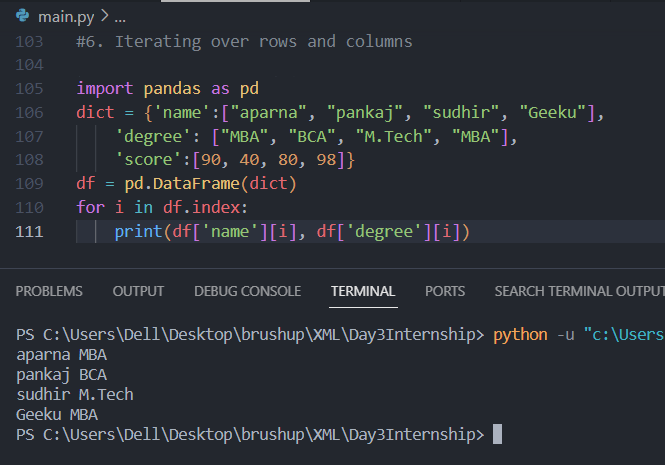 main.py > ...
103 #6. Iterating over rows and columns
104
105 import pandas as pd
106 dict = {'name':["aparna", "pankaj", "sudhir", "Geeku"],
107 'degree': ["MBA", "BCA", "M.Tech", "MBA"],
108 'score':[90, 40, 80, 98]}
109 df = pd.DataFrame(dict)
110 for i in df.index:
111 print(df['name'][i], df['degree'][i])
PROBLEMS OUTPUT DEBUG CONSOLE TERMINAL PORTS SEARCH TERMINAL OUTPUT
PS C:\Users\Dell\Desktop\brushup\XML\Day3Internship> python -u "c:\Users
aparna MBA
pankaj BCA
sudhir M.Tech
Geeku MBA
PS C:\Users\Dell\Desktop\brushup\XML\Day3Internship>